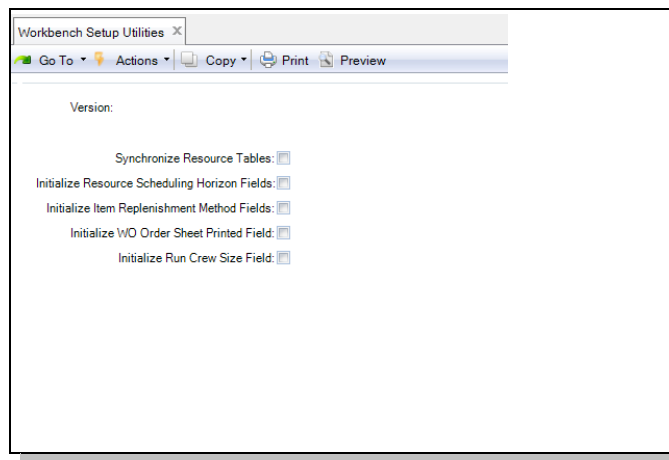 Workbench Setup Utilities
Go To Actions Copy Print Preview
Version:
Synchronize Resource Tables:
Initialize Resource Scheduling Horizon Fields:
Initialize Item Replenishment Method Fields:
Initialize WO Order Sheet Printed Field:
Initialize Run Crew Size Field: